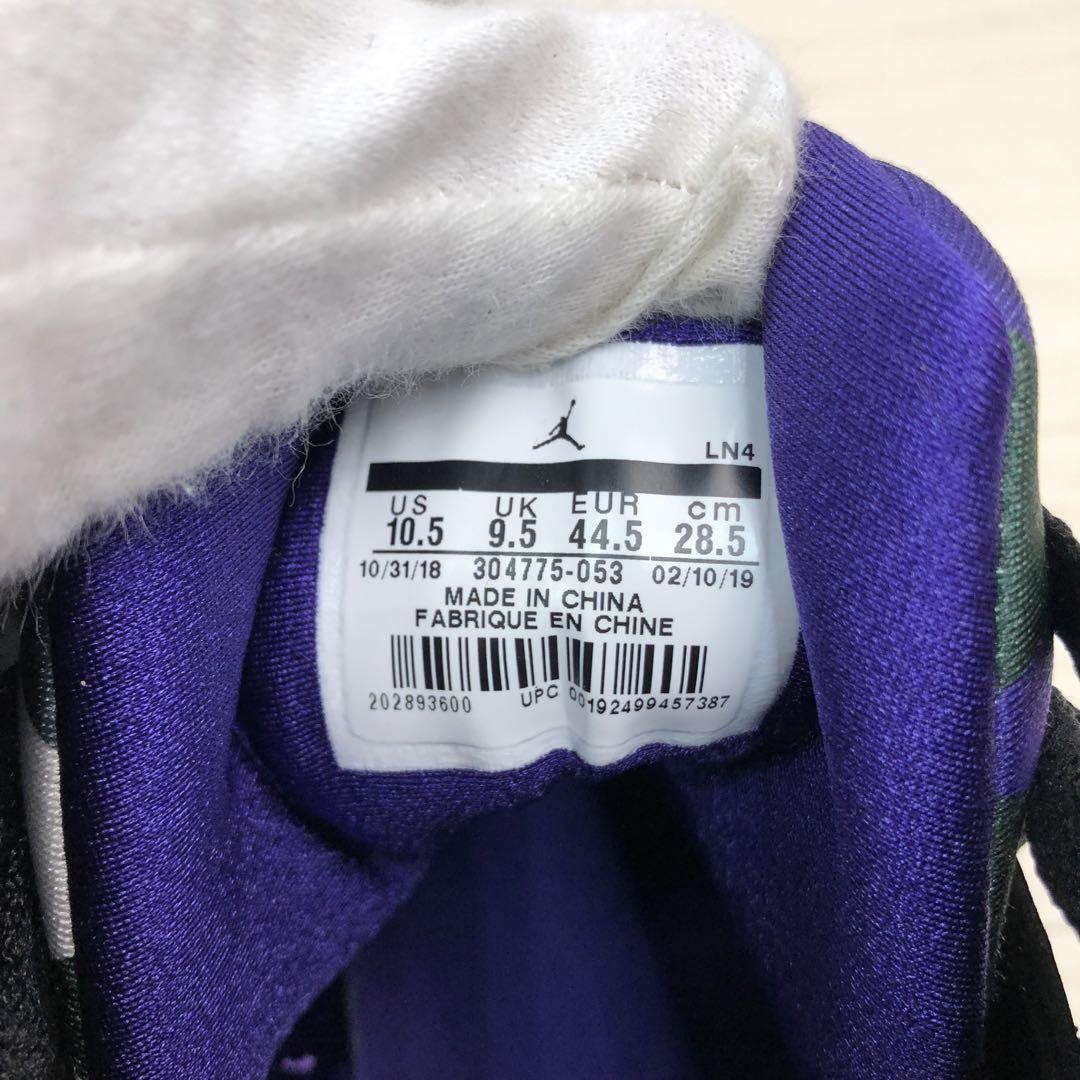 LN4
US UK EUR cm
10.5 9.5 44.5 28.5
10/31/18 304775-053 02/10/19
MADE IN CHINA
FABRIQUE EN CHINE
202893600 UPC 00192499457387